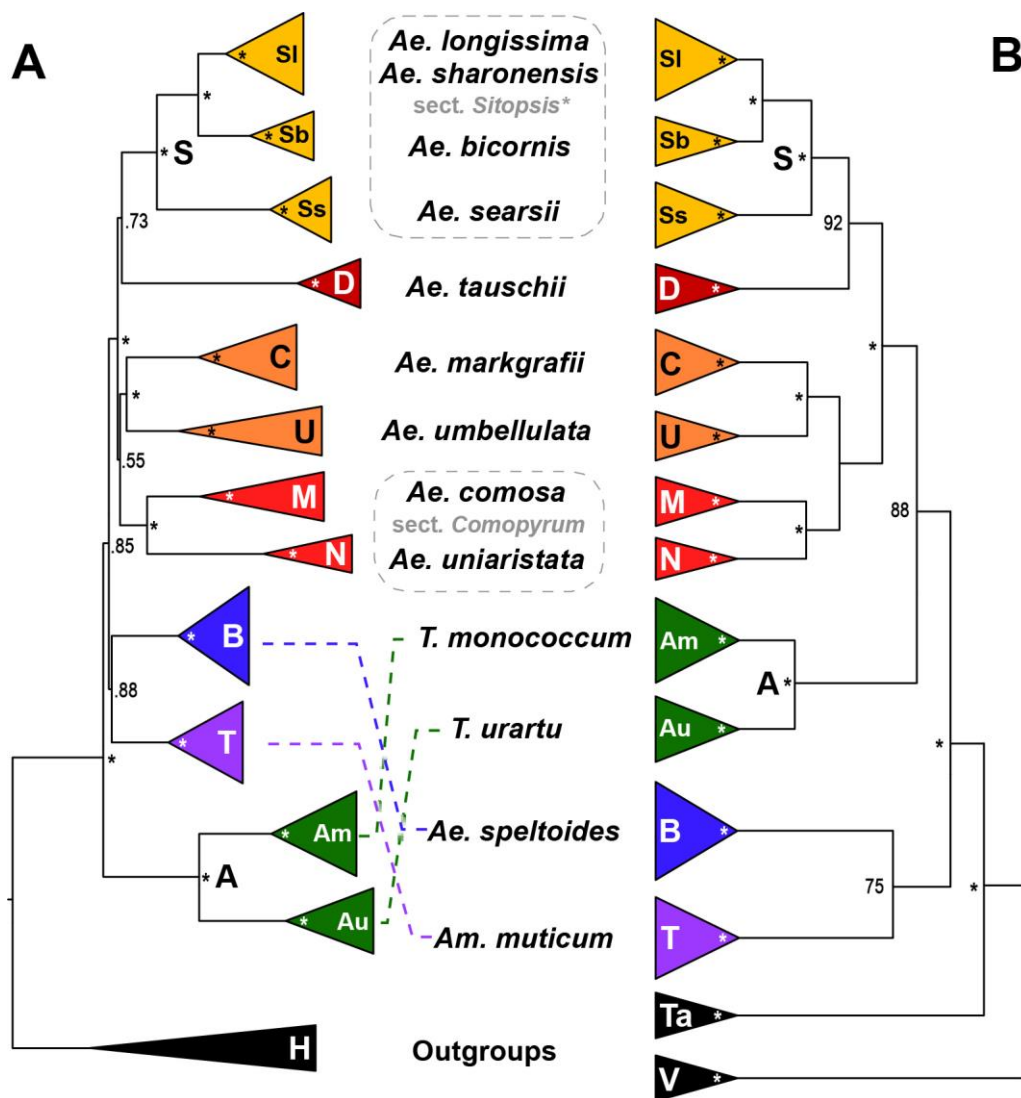 A
B
Sl
*
Ae. longissima
Sl
*
*
Ae. sharonensis
*
sect. Sitopsis*
*
Sb
Ae. bicornis
Sb
*
*
S
S
*
*
Ss
Ae. searsii
Ss
*
.73
92
*
D
Ae. tauschii
D
*
*
*
*
C
Ae. markgrafii
C
*
*
*
*
U
Ae. umbellulata
U
*
.55
*
M
Ae. comosa
M
*
88
sect. Comopyrum
*
*
.85
*
N
Ae. uniaristata
N
*
*
B
T. monococcum
Am
*
.88
A
*
*
T
T. urartu
Au
*
*
*
*
Am
Ae. speltoides
B
*
*
A
75
*
*
Au
Am. muticum
T
*
Ta
*
H
Outgroups
V
*